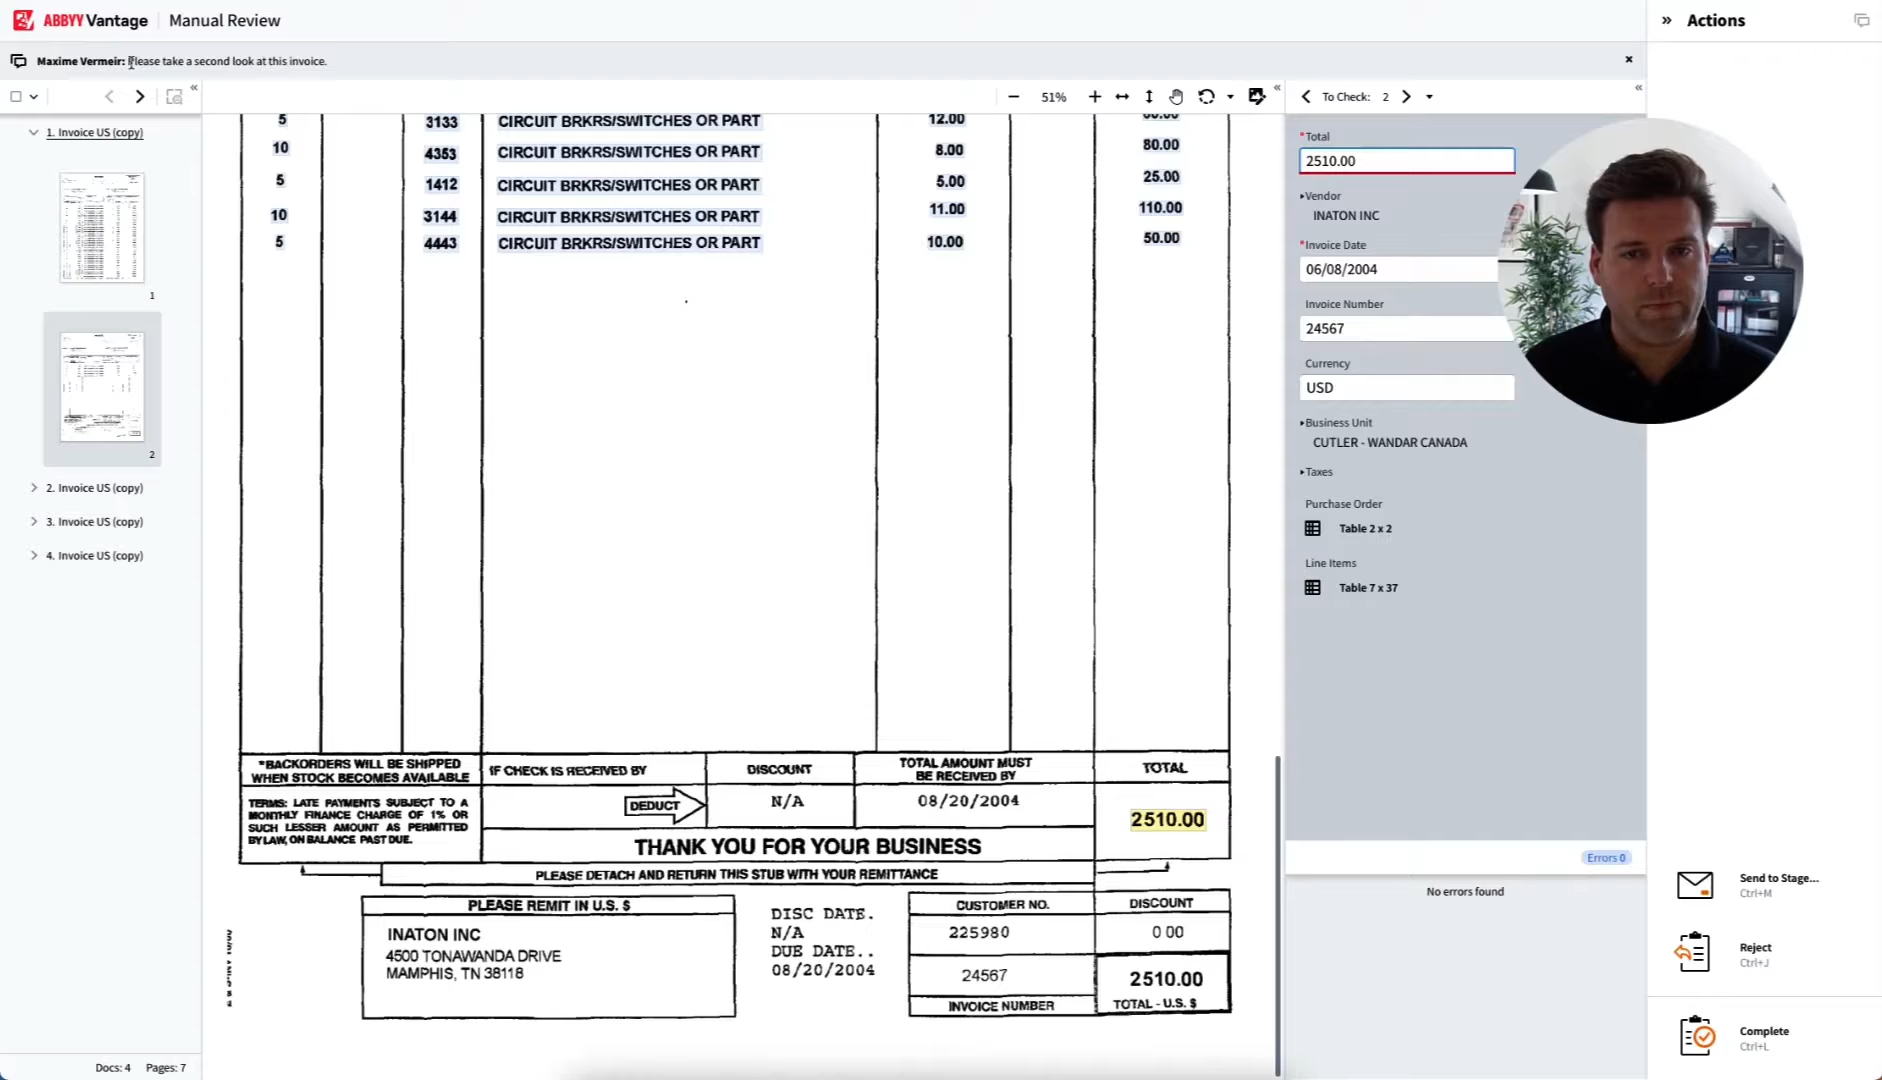 ABBYY Vantage
Manual Review
Actions
Maxime Vermeir: Please take a second look at this invoice.
51%
To Check: 2
1. Invoice US (copy)
1
2
2. Invoice US (copy)
3. Invoice US (copy)
4. Invoice US (copy)
Docs: 4 Pages: 7
5 3133 CIRCUIT BRKRS/SWITCHES OR PART 12.00
10 4353 CIRCUIT BRKRS/SWITCHES OR PART 8.00 80.00
5 1412 CIRCUIT BRKRS/SWITCHES OR PART 5.00 25.00
10 3144 CIRCUIT BRKRS/SWITCHES OR PART 11.00 110.00
5 4443 CIRCUIT BRKRS/SWITCHES OR PART 10.00 50.00
*BACKORDERS WILL BE SHIPPED
WHEN STOCK BECOMES AVAILABLE
IF CHECK IS RECEIVED BY
DISCOUNT
TOTAL AMOUNT MUST
BE RECEIVED BY
TOTAL
TERMS: LATE PAYMENTS SUBJECT TO A
MONTHLY FINANCE CHARGE OF 1% OR
SUCH LESSER AMOUNT AS PERMITTED
BY LAW, ON BALANCE PAST DUE.
DEDUCT
N/A
08/20/2004
2510.00
THANK YOU FOR YOUR BUSINESS
PLEASE DETACH AND RETURN THIS STUB WITH YOUR REMITTANCE
PLEASE REMIT IN U.S. $
INATON INC
4500 TONAWANDA DRIVE
MAMPHIS, TN 38118
DISC DATE.
N/A
DUE DATE..
08/20/2004
CUSTOMER NO.
225980
24567
INVOICE NUMBER
DISCOUNT
0 00
2510.00
TOTAL - U.S. $
*Total
2510.00
Vendor
INATON INC
*Invoice Date
06/08/2004
Invoice Number
24567
Currency
USD
Business Unit
CUTLER - WANDAR CANADA
Taxes
Purchase Order
Table 2 x 2
Line Items
Table 7 x 37
Errors 0
No errors found
Send to Stage...
Ctrl+M
Reject
Ctrl+J
Complete
Ctrl+L